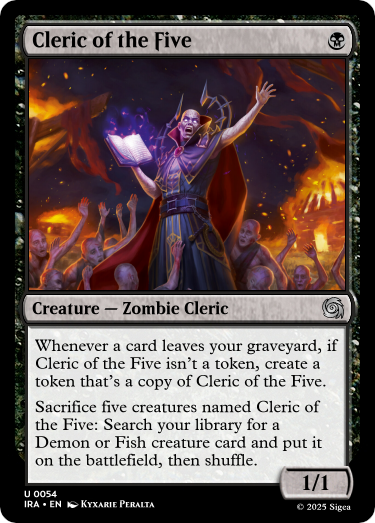 Cleric of the Five
Creature — Zombie Cleric
Whenever a card leaves your graveyard, if
Cleric of the Five isn't a token, create a
token that's a copy of Cleric of the Five.
Sacrifice five creatures named Cleric of
the Five: Search your library for a
Demon or Fish creature card and put it
on the battlefield, then shuffle.
1/1
U 0054
IRA • EN Kyxarie Peralta
© 2025 Sigea